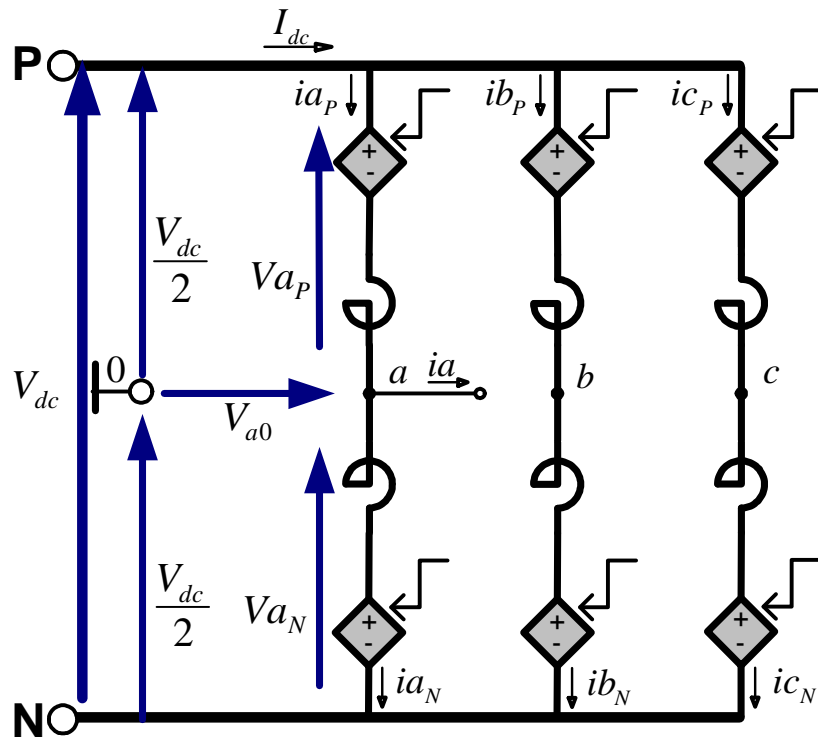 I_dc
P
ia_P ib_P ic_P
+ + +
- - -
V_dc/2
Va_P
0 a ia b c
V_dc
V_a0
V_dc/2
Va_N
+ + +
- - -
ia_N ib_N ic_N
N